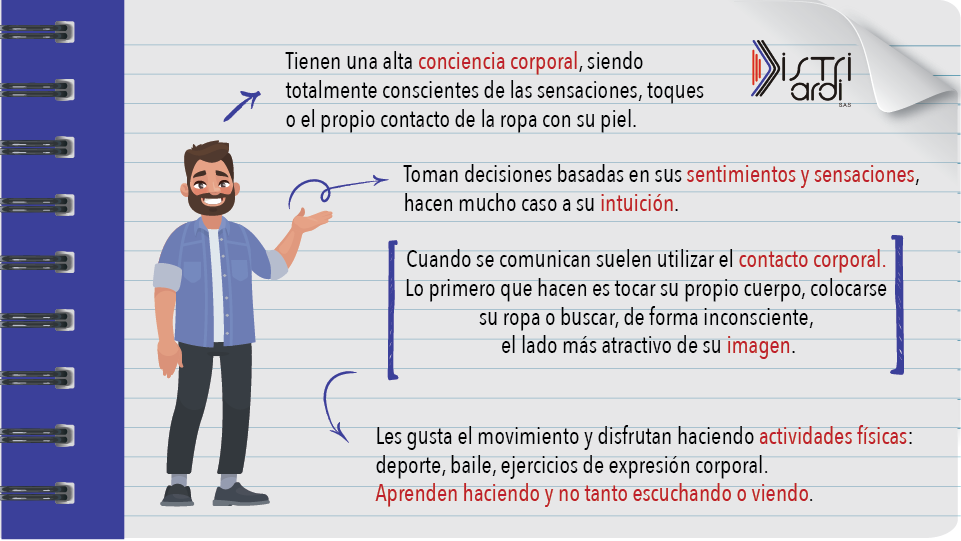 Tienen una alta conciencia corporal, siendo
totalmente conscientes de las sensaciones, toques
o el propio contacto de la ropa con su piel.
DISTRI
ardi
SAS
Toman decisiones basadas en sus sentimientos y sensaciones,
hacen mucho caso a su intuición.
Cuando se comunican suelen utilizar el contacto corporal.
Lo primero que hacen es tocar su propio cuerpo, colocarse
su ropa o buscar, de forma inconsciente,
el lado más atractivo de su imagen.
Les gusta el movimiento y disfrutan haciendo actividades físicas:
deporte, baile, ejercicios de expresión corporal.
Aprenden haciendo y no tanto escuchando o viendo.